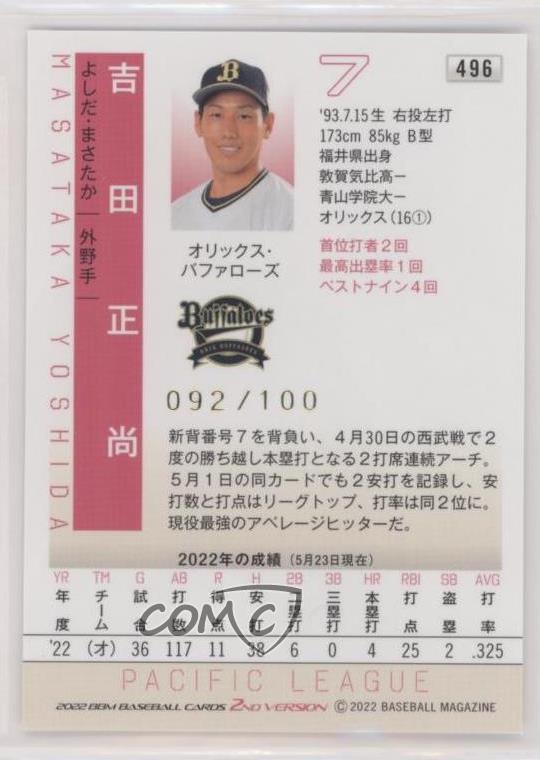 496
7
吉田正尚
よしだ・まさたか 外野手
MASATAKA YOSHIDA
'93.7.15生 右投左打
173cm 85kg B型
福井県出身
敦賀気比高―
青山学院大―
オリックス(16①)
首位打者2回
最高出塁率1回
ベストナイン4回
オリックス・
バファローズ
Buffaloes
ORIX BUFFALOES
092/100
新背番号7を背負い、4月30日の西武戦で2
度の勝ち越し本塁打となる2打席連続アーチ。
5月1日の同カードでも2安打を記録し、安
打数と打点はリーグトップ、打率は同2位に。
現役最強のアベレージヒッターだ。
2022年の成績(5月23日現在)
YR TM G AB R H 2B 3B HR RBI SB AVG
年度 チーム 試合 打数 得点 安打 二塁打 三塁打 本塁打 打点 盗塁 打率
'22 (オ) 36 117 11 38 6 0 4 25 2 .325
COMC
PACIFIC LEAGUE
2022 BBM BASEBALL CARDS 2ND VERSION ©2022 BASEBALL MAGAZINE